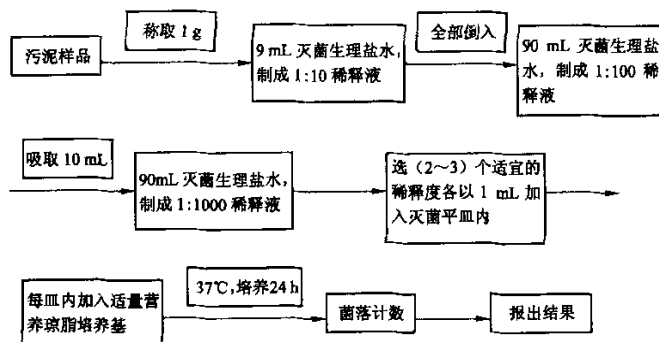 称取 1 g
全部倒入
污泥样品
9 mL 灭菌生理盐水,
制成 1:10 稀释液
90 mL 灭菌生理盐
水, 制成 1:100 稀
释液
吸取 10 mL
90mL 灭菌生理盐水,
制成 1:1000 稀释液
选（2～3）个适宜的
稀释度各以 1 mL 加
入灭菌平皿内
每皿内加入适量营
养琼脂培养基
37℃,培养24 h
菌落计数
报出结果